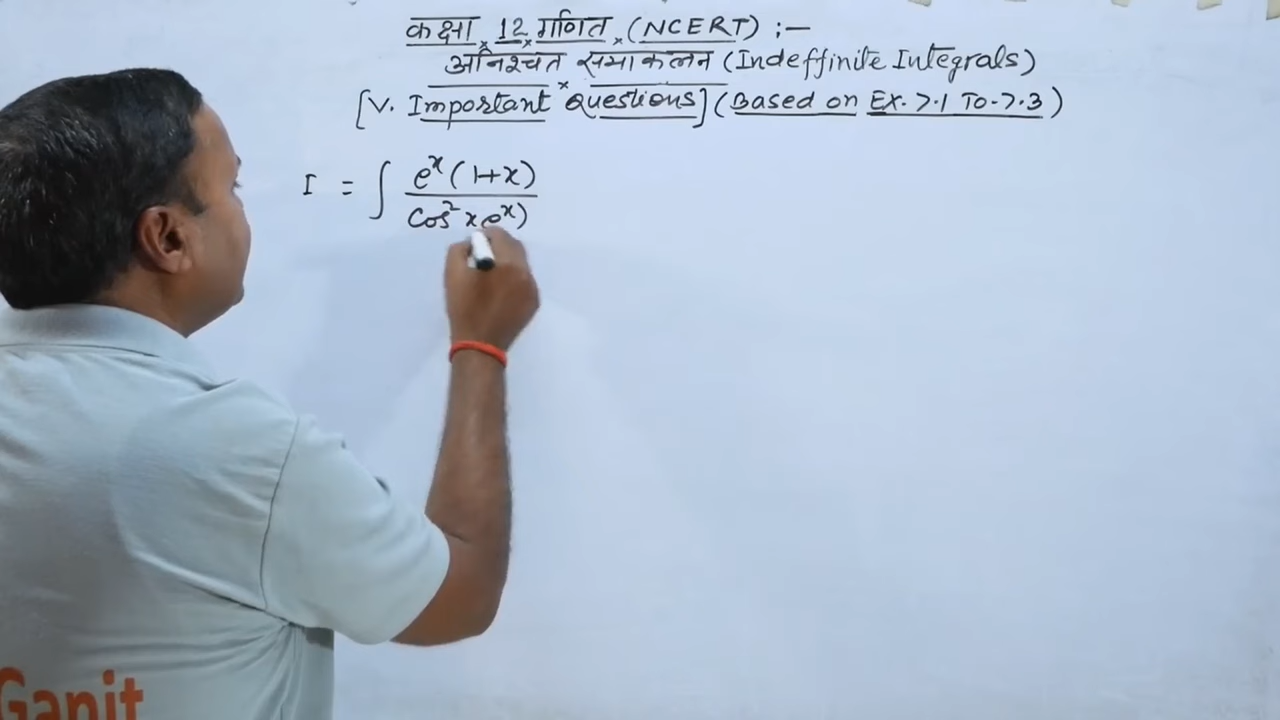 कक्षा 12 गणित (NCERT) :—
अनिश्चत समाकलन (Indeffinite Integrals)
[V. Important Questions] (Based on Ex. 7.1 To 7.3)
I = ∫ e^x (1+x) / cos² x e^x)
Ganit